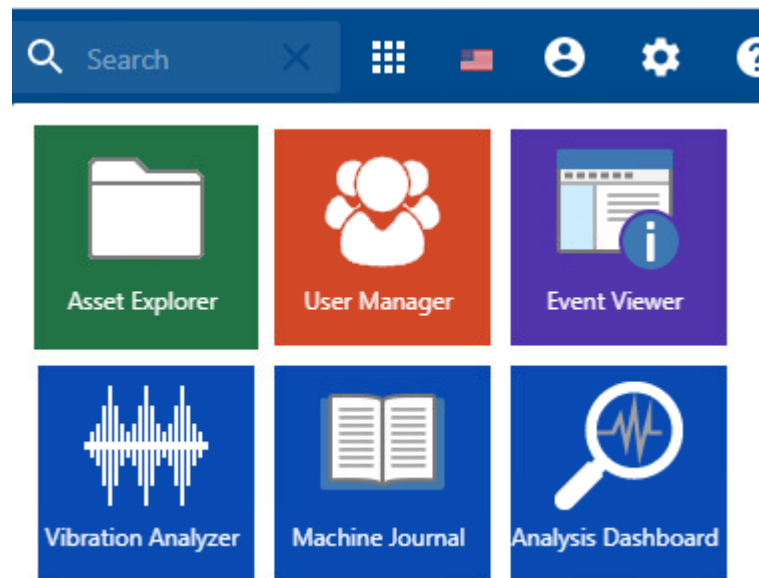 Search
Asset Explorer
User Manager
Event Viewer
Vibration Analyzer
Machine Journal
Analysis Dashboard